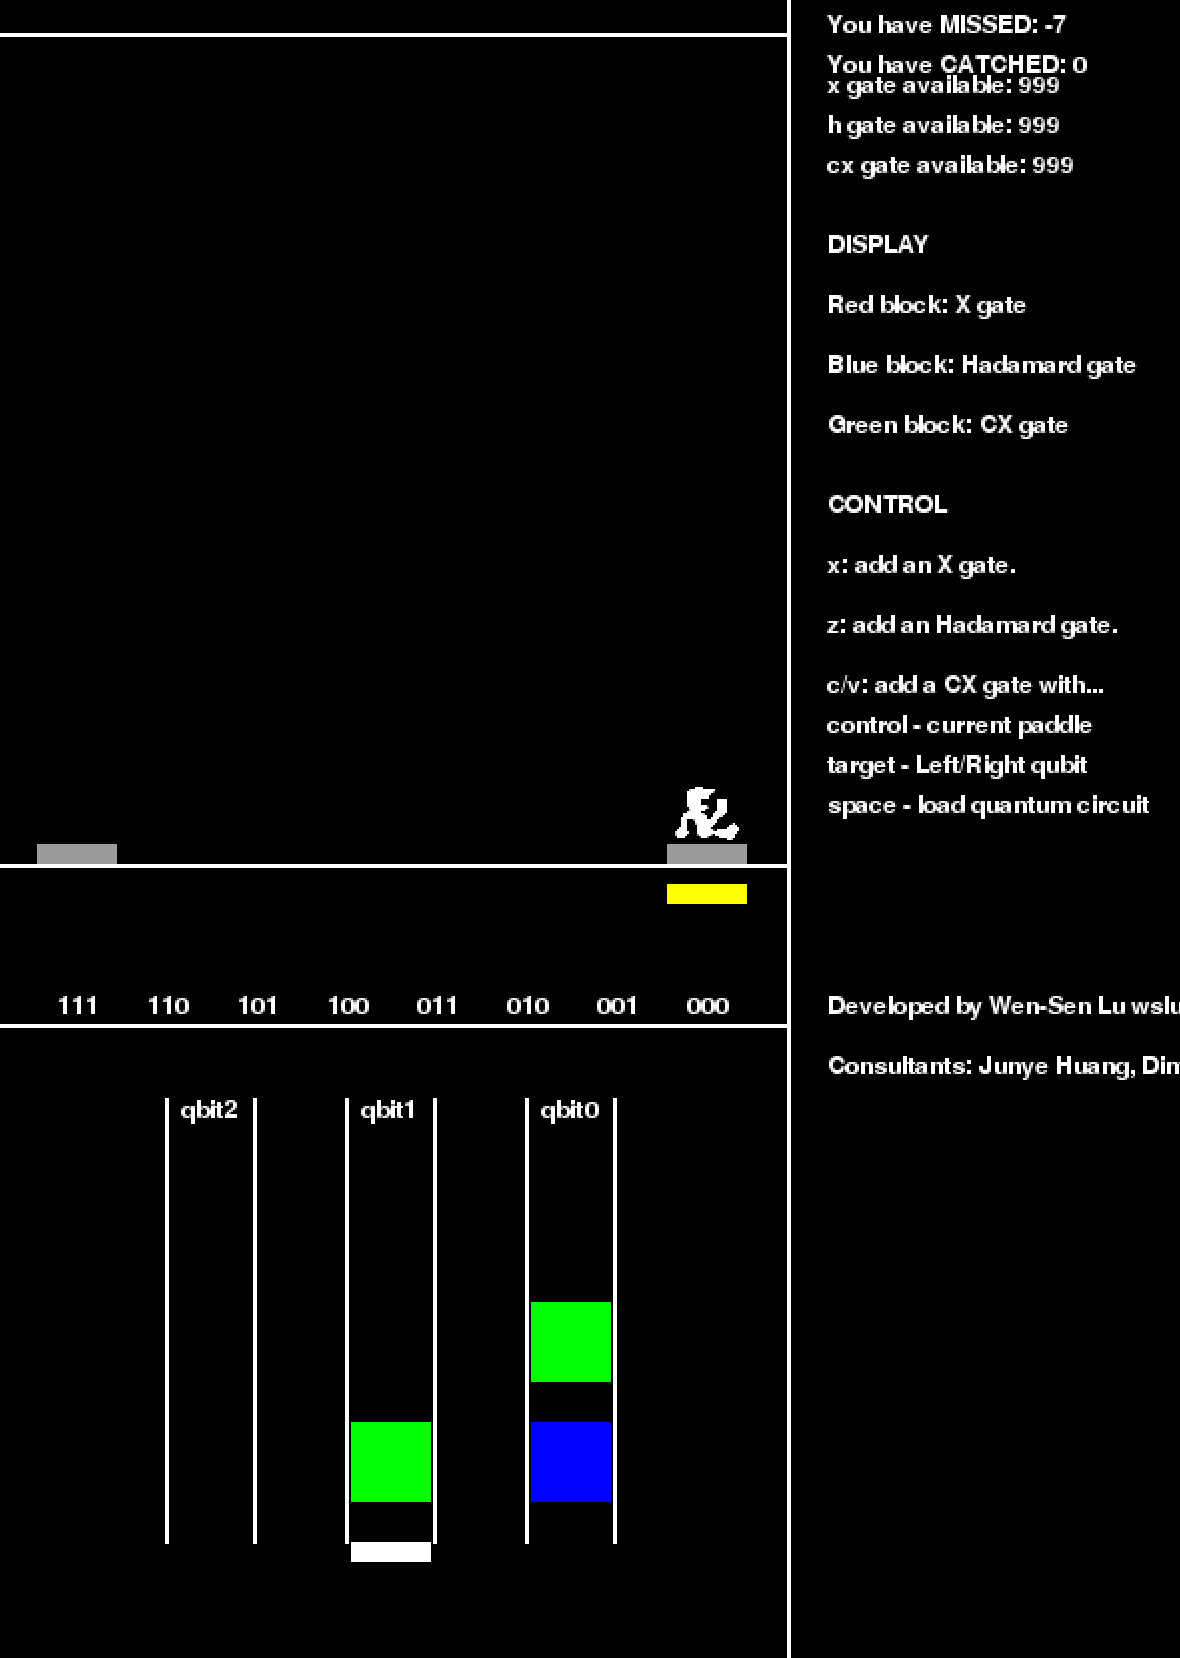 You have MISSED: -7
You have CATCHED: 0
x gate available: 999
h gate available: 999
cx gate available: 999
DISPLAY
Red block: X gate
Blue block: Hadamard gate
Green block: CX gate
CONTROL
x: add an X gate.
z: add an Hadamard gate.
c/v: add a CX gate with...
control - current paddle
target - Left/Right qubit
space - load quantum circuit
111 110 101 100 011 010 001 000
Developed by Wen-Sen Lu wslu
Consultants: Junye Huang,
qbit2 qbit1 qbit0